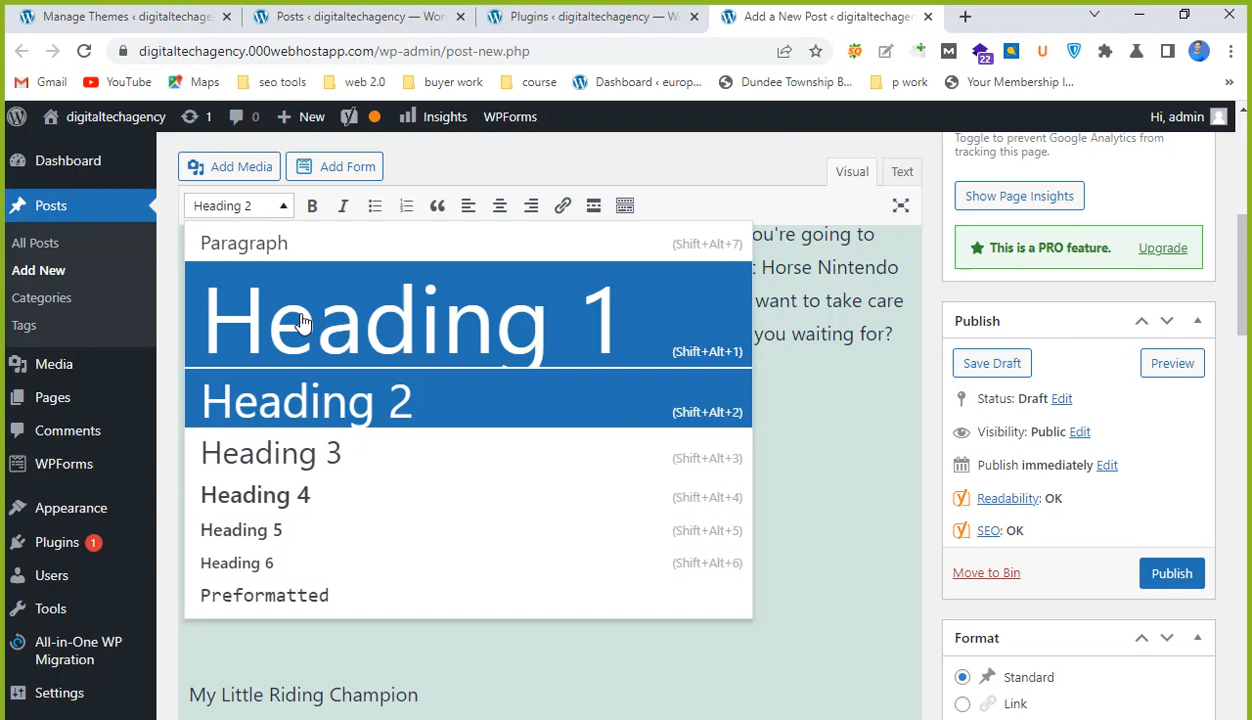 Manage Themes ‹ digitaltechagency
Posts ‹ digitaltechagency — Wor
Plugins ‹ digitaltechagency — W
Add a New Post ‹ digitaltechagen
digitaltechagency.000webhostapp.com/wp-admin/post-new.php
22
Gmail
YouTube
Maps
seo tools
web 2.0
buyer work
course
Dashboard ‹ europ...
Dundee Township B...
p work
Your Membership I...
digitaltechagency
1
0
New
Insights
WPForms
Hi, admin
Dashboard
Posts
All Posts
Add New
Categories
Tags
Media
Pages
Comments
WPForms
Appearance
Plugins 1
Users
Tools
All-in-One WP
Migration
Settings
Add Media
Add Form
Visual
Text
Heading 2
Paragraph (Shift+Alt+7)
Heading 1 (Shift+Alt+1)
Heading 2 (Shift+Alt+2)
Heading 3 (Shift+Alt+3)
Heading 4 (Shift+Alt+4)
Heading 5 (Shift+Alt+5)
Heading 6 (Shift+Alt+6)
Preformatted
ou're going to
t Horse Nintendo
want to take care
you waiting for?
My Little Riding Champion
Toggle to prevent Google Analytics from
tracking this page.
Show Page Insights
This is a PRO feature. Upgrade
Publish
Save Draft
Preview
Status: Draft Edit
Visibility: Public Edit
Publish immediately Edit
Readability: OK
SEO: OK
Move to Bin
Publish
Format
Standard
Link